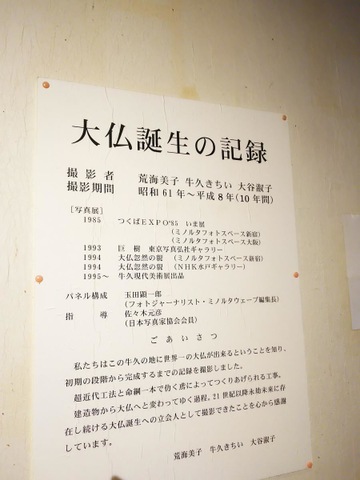 大仏誕生の記録
撮影者 荒海美子 牛久きちい 大谷淑子
撮影期間 昭和61年~平成8年(10年間)
[写真展]
1985 つくばEXPO'85 いま展
(ミノルタフォトスペース新宿)
(ミノルタフォトスペース大阪)
1993 巨樹 東京写真弘社ギャラリー
1994 大仏忽然の貌 (ミノルタフォトスペース新宿)
1994 大仏忽然の貌 (NHK水戸ギャラリー)
1995~ 牛久現代美術展出品
パネル構成 玉田顕一郎
(フォトジャーナリスト・ミノルタウェーブ編集長)
指導 佐々木元彦
(日本写真家協会会員)
ごあいさつ
私たちはこの牛久の地に世界一の大仏が出来るということを知り、
初期の段階から完成するまでの記録を撮影しました。
超近代工法と命綱一本で働く鳶によってつくりあげられる工事。
建造物から大仏へと変わってゆく過程。21世紀以降永劫未来に存
在し続ける大仏誕生への立会人として撮影できたことを心から感謝
しています。
荒海美子 牛久きちい 大谷淑子